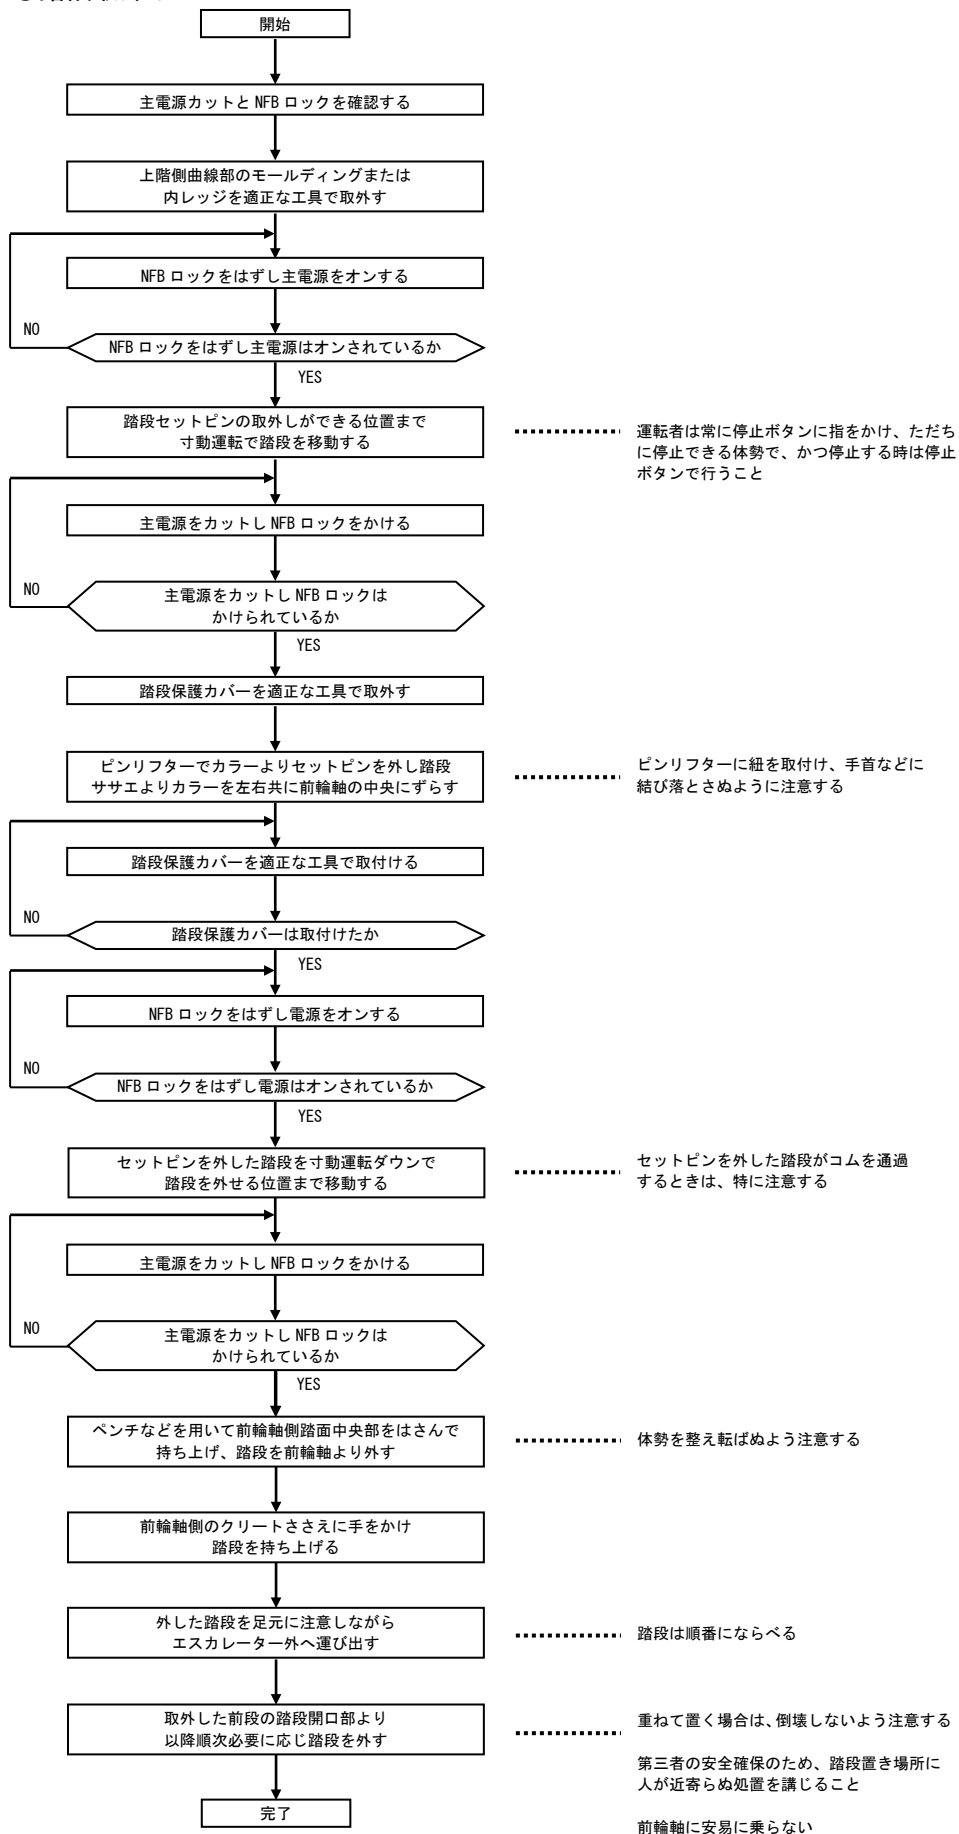 開始
主電源カットと NFB ロックを確認する
上階側曲線部のモールディングまたは
内レッジを適正な工具で取外す
NFB ロックをはずし主電源をオンする
NO
NFB ロックをはずし主電源はオンされているか
YES
踏段セットピンの取外しができる位置まで
寸動運転で踏段を移動する
運転者は常に停止ボタンに指をかけ、ただち
に停止できる体勢で、かつ停止する時は停止
ボタンで行うこと
主電源をカットし NFB ロックをかける
NO
主電源をカットし NFB ロックは
かけられているか
YES
踏段保護カバーを適正な工具で取外す
ピンリフターでカラーよりセットピンを外し踏段
ササエよりカラーを左右共に前輪軸の中央にずらす
ピンリフターに紐を取付け、手首などに
結び落とさぬように注意する
踏段保護カバーを適正な工具で取付ける
NO
踏段保護カバーは取付けたか
YES
NFB ロックをはずし電源をオンする
NO
NFB ロックをはずし電源はオンされているか
YES
セットピンを外した踏段を寸動運転ダウンで
踏段を外せる位置まで移動する
セットピンを外した踏段がコムを通過
するときは、特に注意する
主電源をカットし NFB ロックをかける
NO
主電源をカットし NFB ロックは
かけられているか
YES
ペンチなどを用いて前輪軸側踏面中央部をはさんで
持ち上げ、踏段を前輪軸より外す
体勢を整え転ばぬよう注意する
前輪軸側のクリートささえに手をかけ
踏段を持ち上げる
外した踏段を足元に注意しながら
エスカレーター外へ運び出す
踏段は順番にならべる
取外した前段の踏段開口部より
以降順次必要に応じ踏段を外す
重ねて置く場合は、倒壊しないよう注意する
第三者の安全確保のため、踏段置き場所に
人が近寄らぬ処置を講じること
前輪軸に安易に乗らない
完了